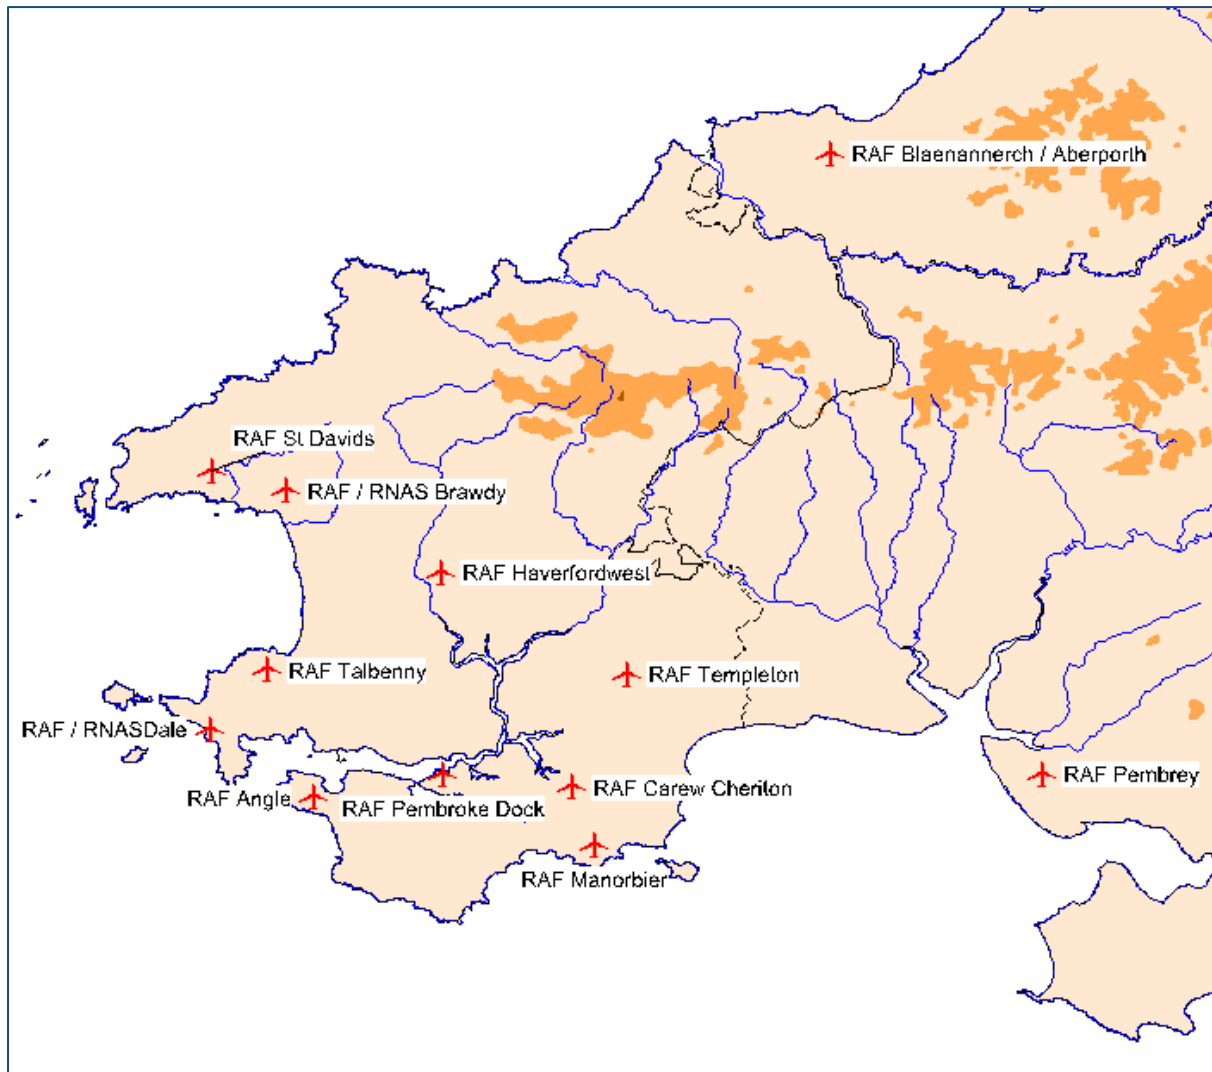 RAF Blaenannerch / Aberporth
RAF St Davids
RAF / RNAS Brawdy
RAF Haverfordwest
RAF Talbenny
RAF Templeton
RAF / RNASDale
RAF Angle
RAF Pembroke Dock
RAF Carew Cheriton
RAF Pembrey
RAF Manorbier